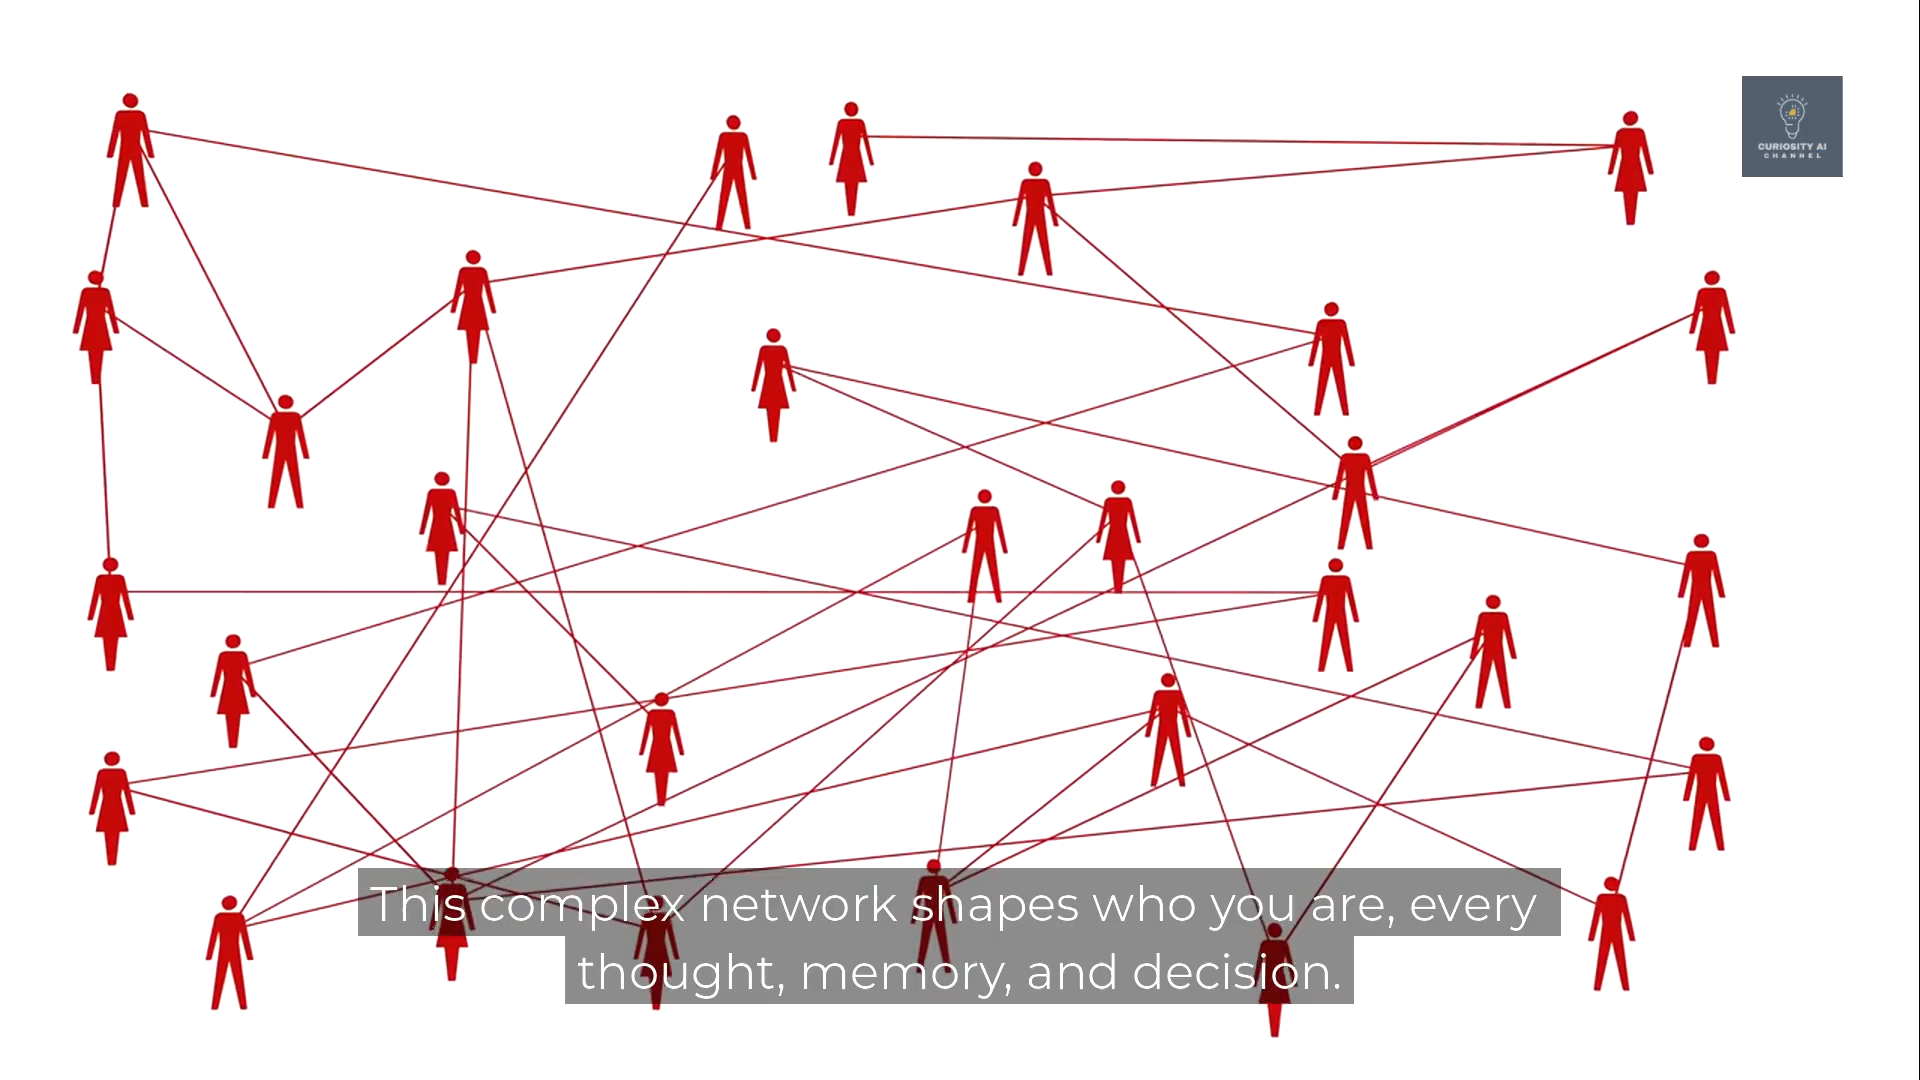 CURIOSITY AI
CHANNEL
This complex network shapes who you are, every
thought, memory, and decision.